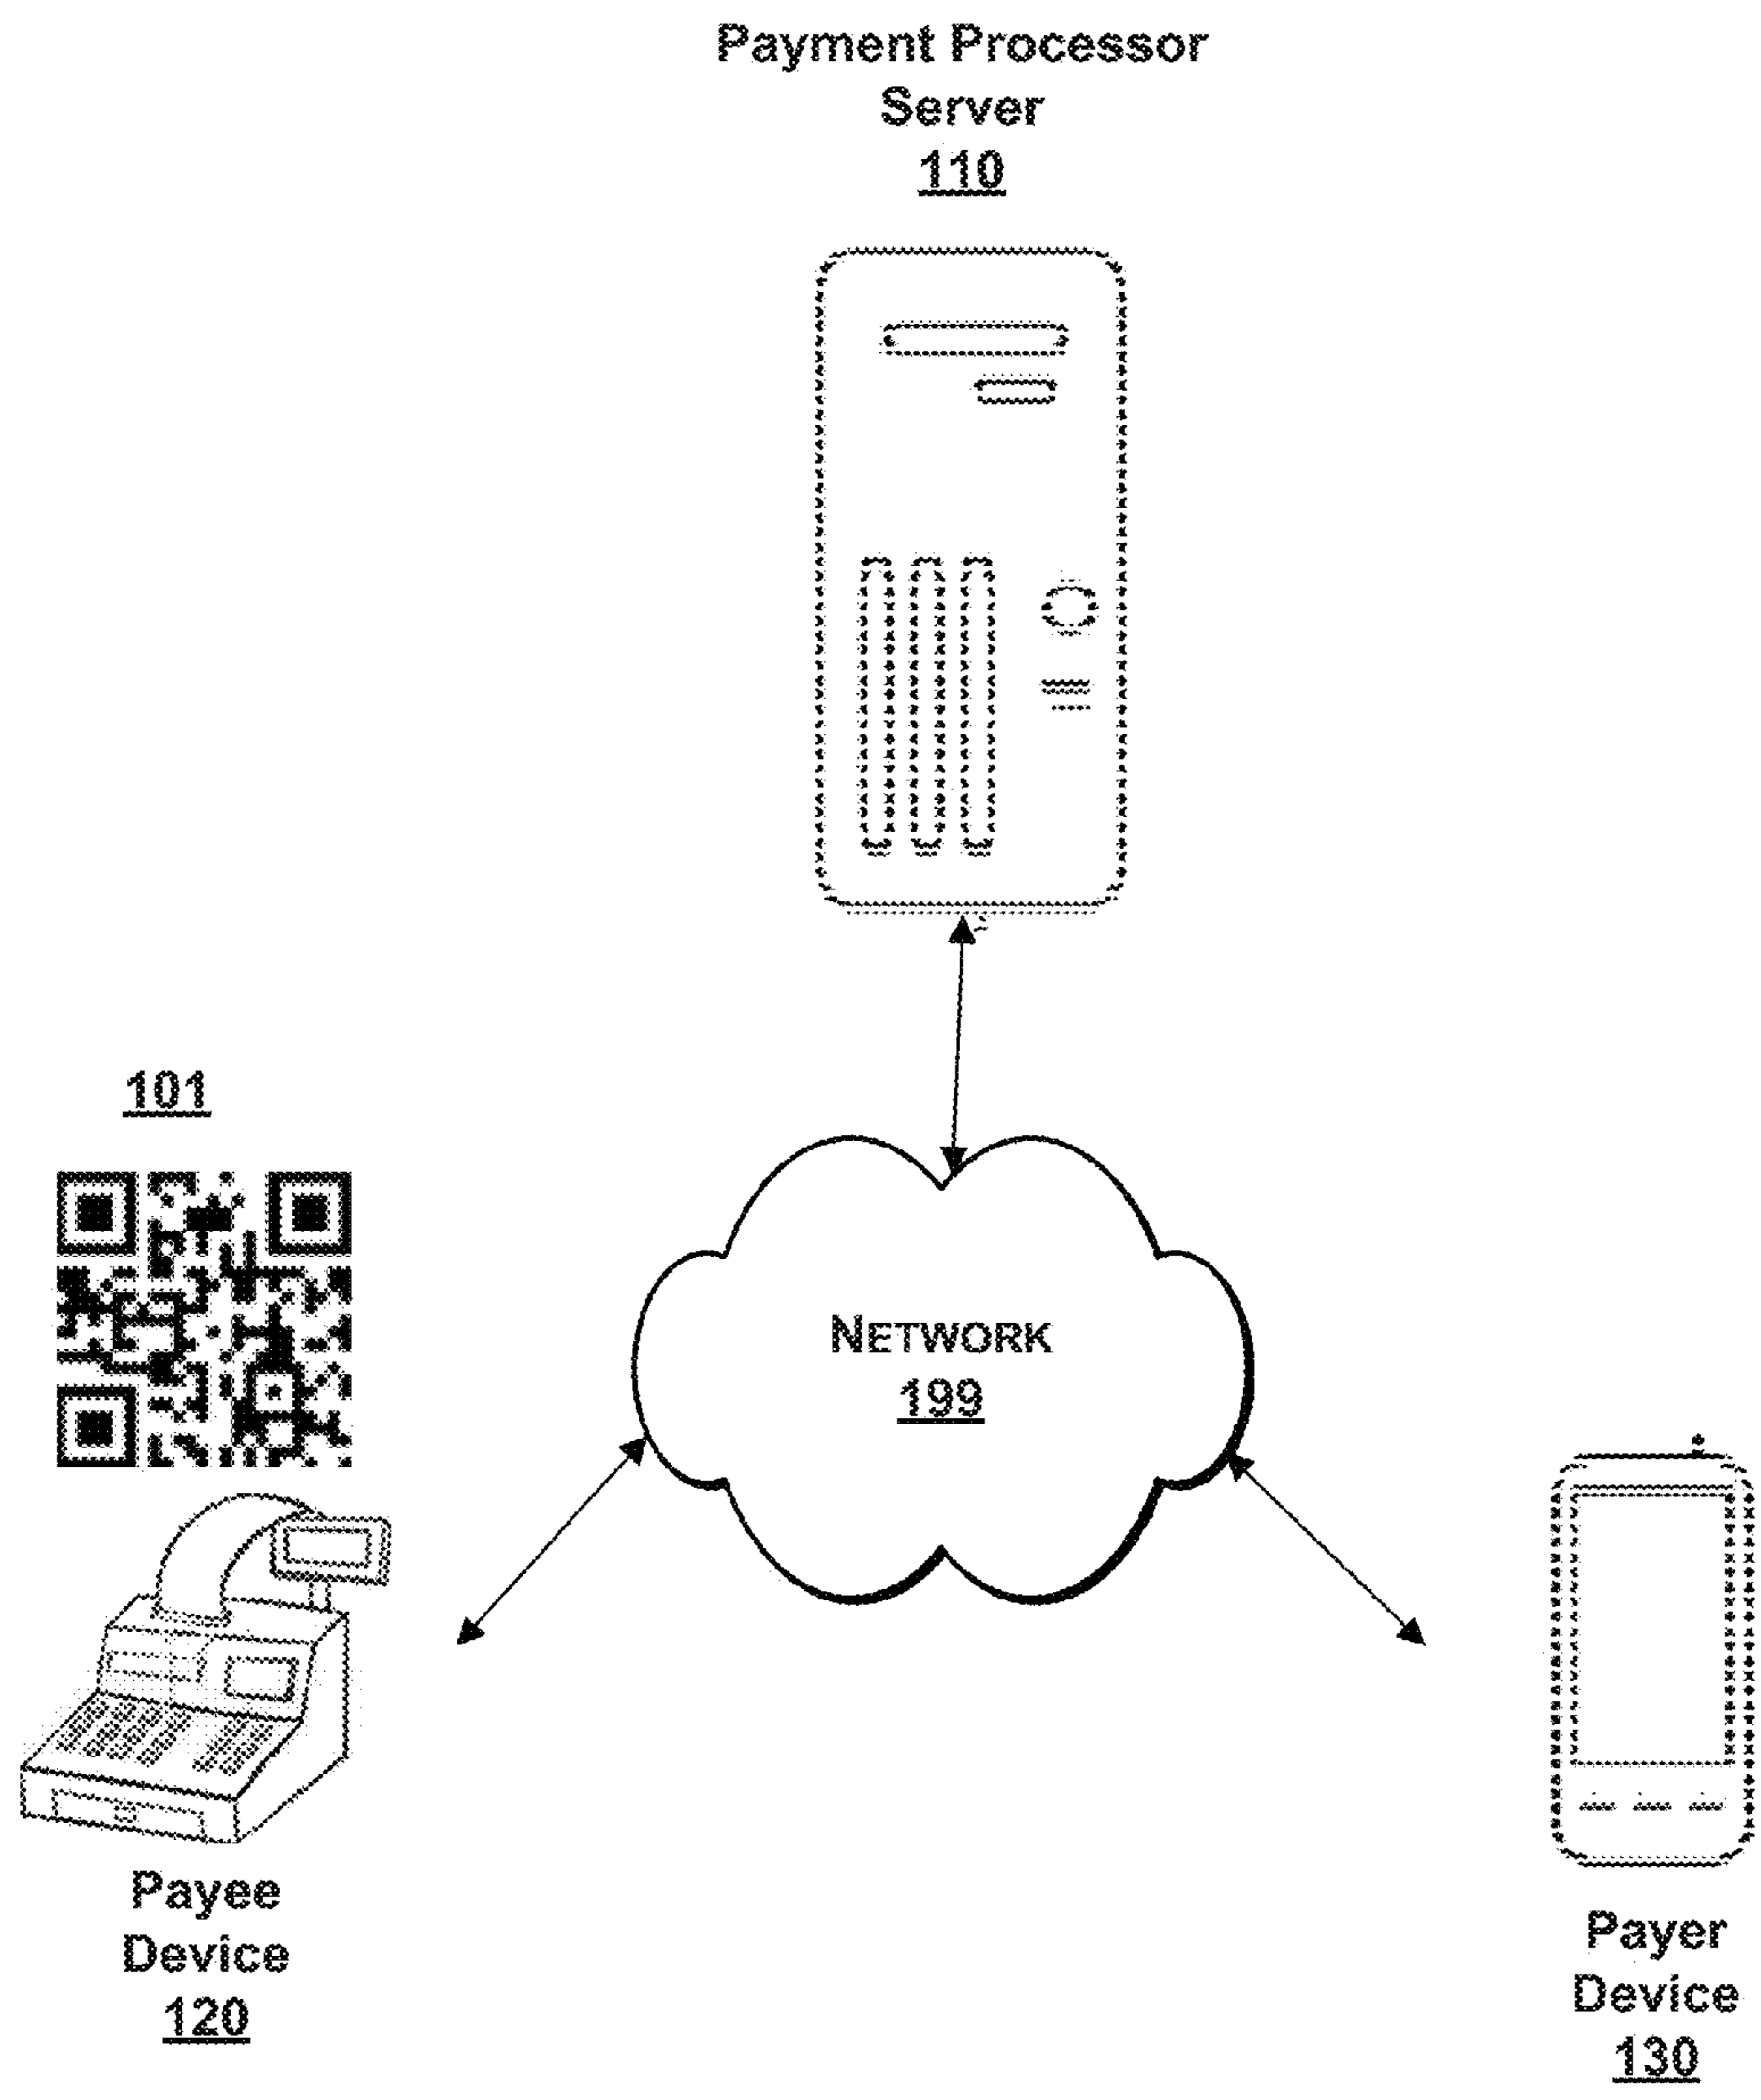 Payment Processor
Server
110
101
NETWORK
199
Payee
Device
120
Payer
Device
130